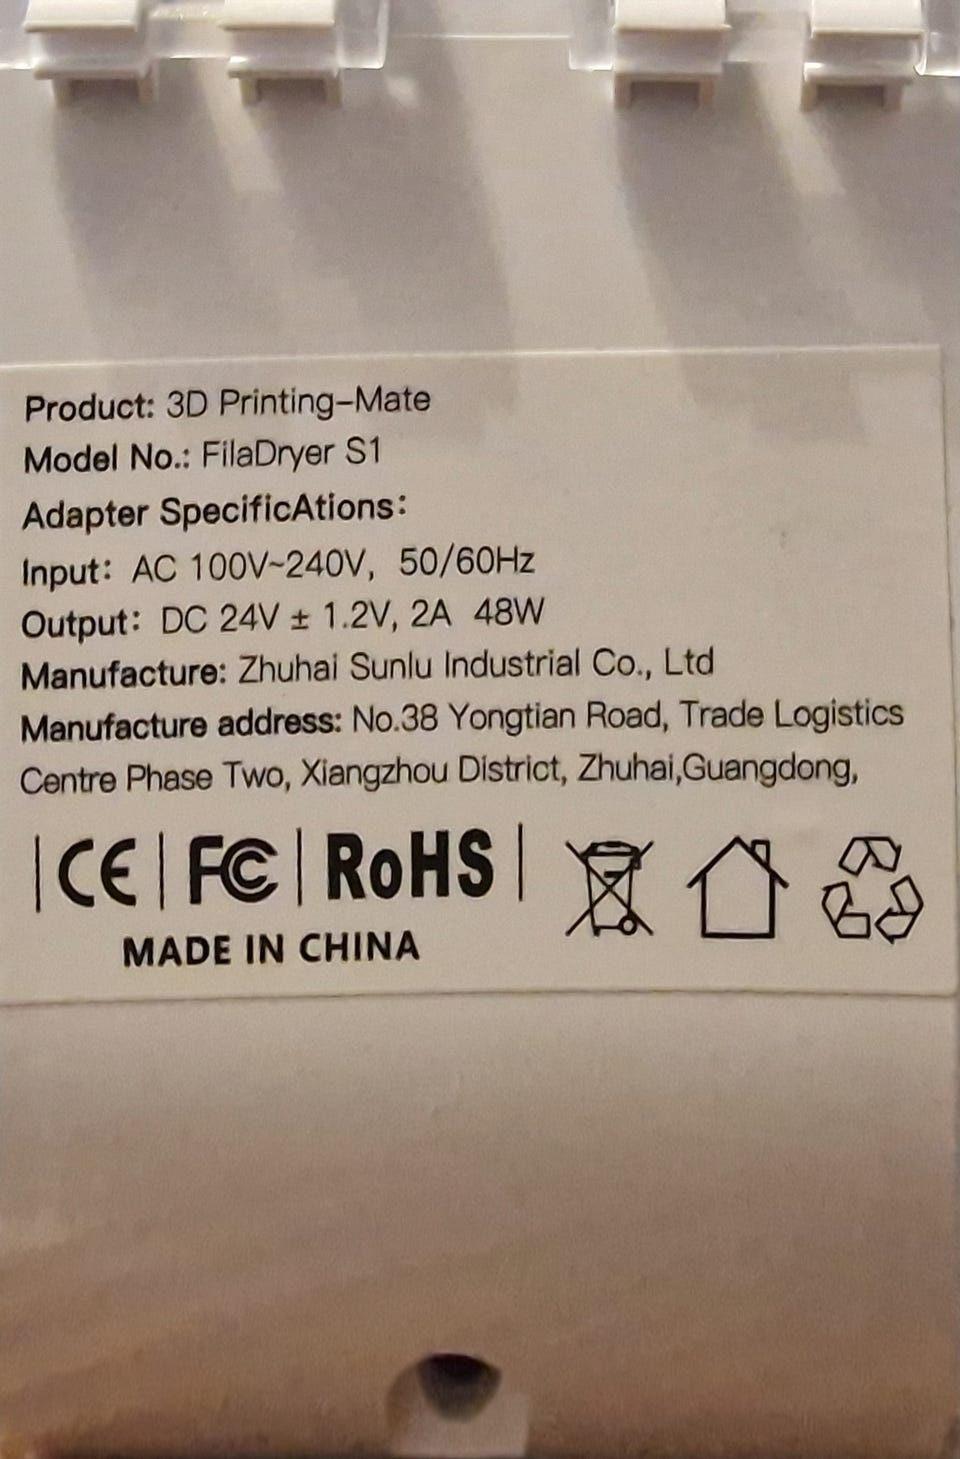 Product: 3D Printing-Mate
Model No.: FilaDryer S1
Adapter SpecificAtions:
Input: AC 100V~240V, 50/60Hz
Output: DC 24V ± 1.2V, 2A 48W
Manufacture: Zhuhai Sunlu Industrial Co., Ltd
Manufacture address: No.38 Yongtian Road, Trade Logistics
Centre Phase Two, Xiangzhou District, Zhuhai,Guangdong,
CE FC RoHS
MADE IN CHINA